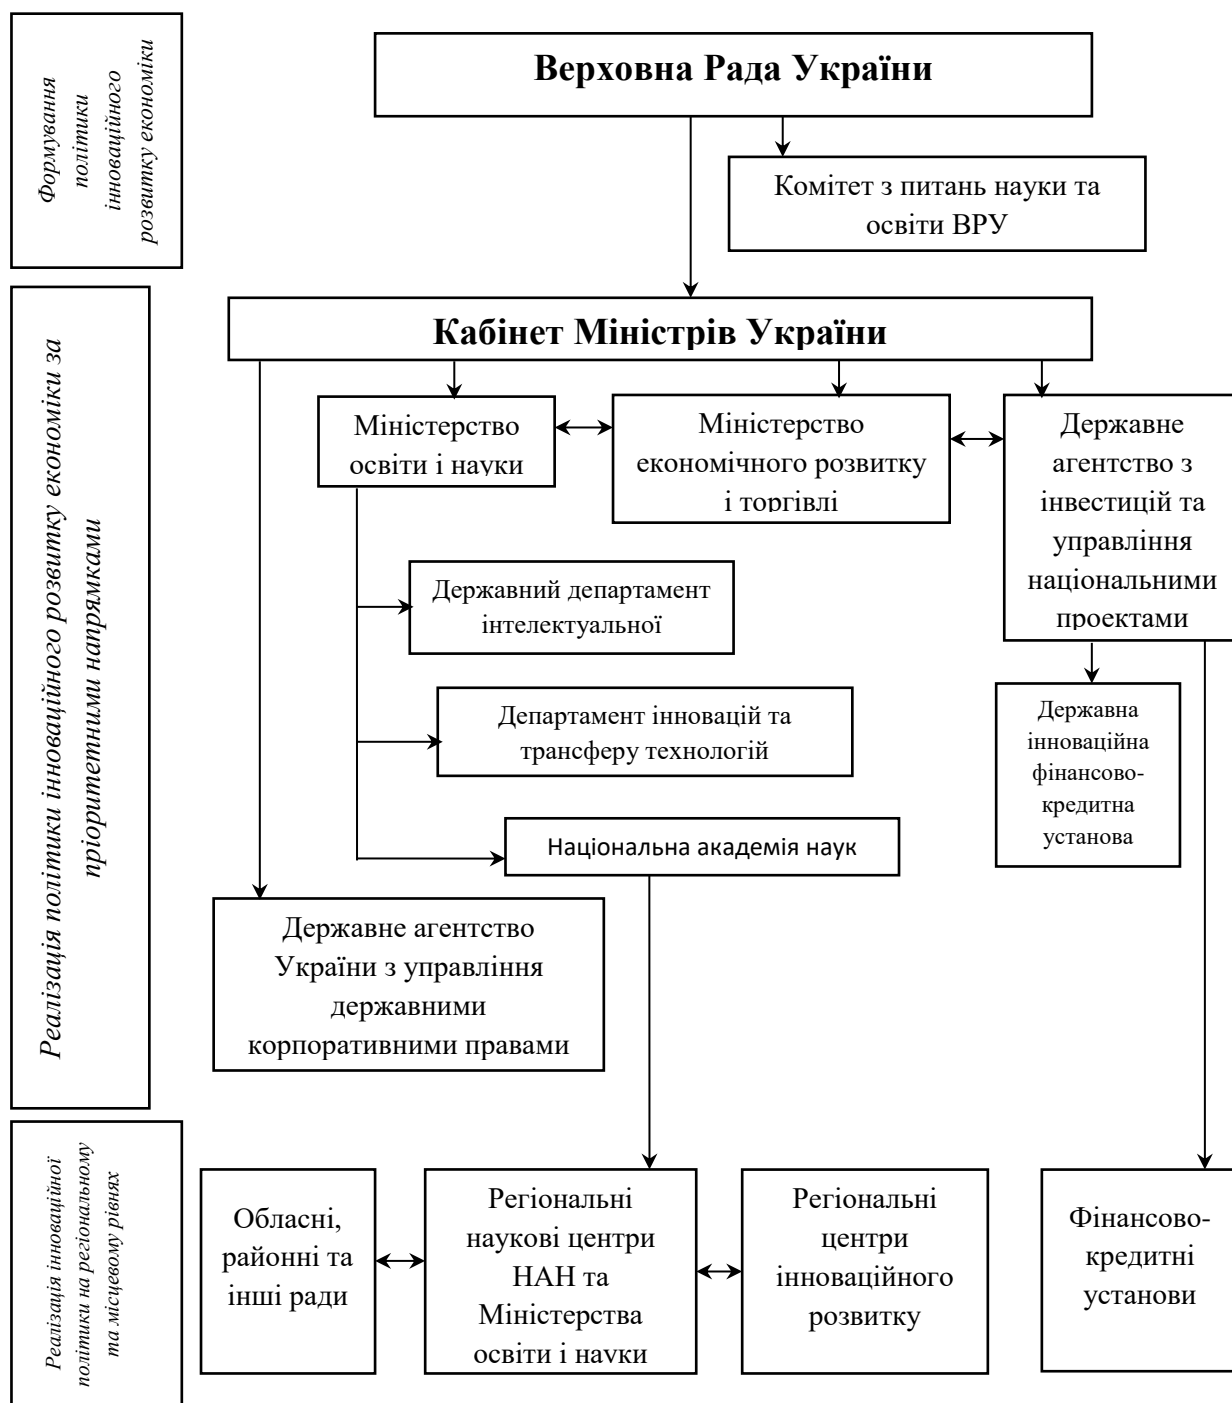 Формування
політики
інноваційного
розвитку економіки
Верховна Рада України
Комітет з питань науки та
освіти ВРУ
Реалізація політики інноваційного розвитку економіки за
пріоритетними напрямками
Кабінет Міністрів України
Міністерство
освіти і науки
Міністерство
економічного розвитку
і торгівлі
Державне
агентство з
інвестицій та
управління
національними
проектами
Державний департамент
інтелектуальної
Департамент інновацій та
трансферу технологій
Державна
інноваційна
фінансово-
кредитна
установа
Національна академія наук
Державне агентство
України з управління
державними
корпоративними правами
Реалізація інноваційної
політики на регіональному
та місцевому рівнях
Обласні,
районні та
інші ради
Регіональні
наукові центри
НАН та
Міністерства
освіти і науки
Регіональні
центри
інноваційного
розвитку
Фінансово-
кредитні
установи